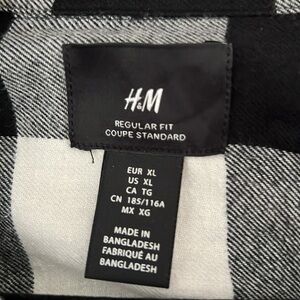 H&M
REGULAR FIT
COUPE STANDARD
EUR XL
US XL
CA TG
CN 185/116A
MX XG
MADE IN
BANGLADESH
FABRIQUÉ AU
BANGLADESH